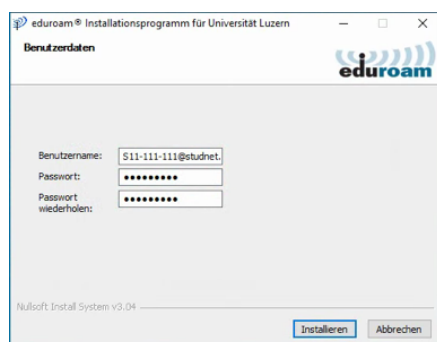 eduroam® Installationsprogramm für Universität Luzern
Benutzerdaten
eduroam
Benutzername: S11-111-111@studnet.
Passwort: •••••••••
Passwort
wiederholen: •••••••••
Nullsoft Install System v3.04
Installieren Abbrechen